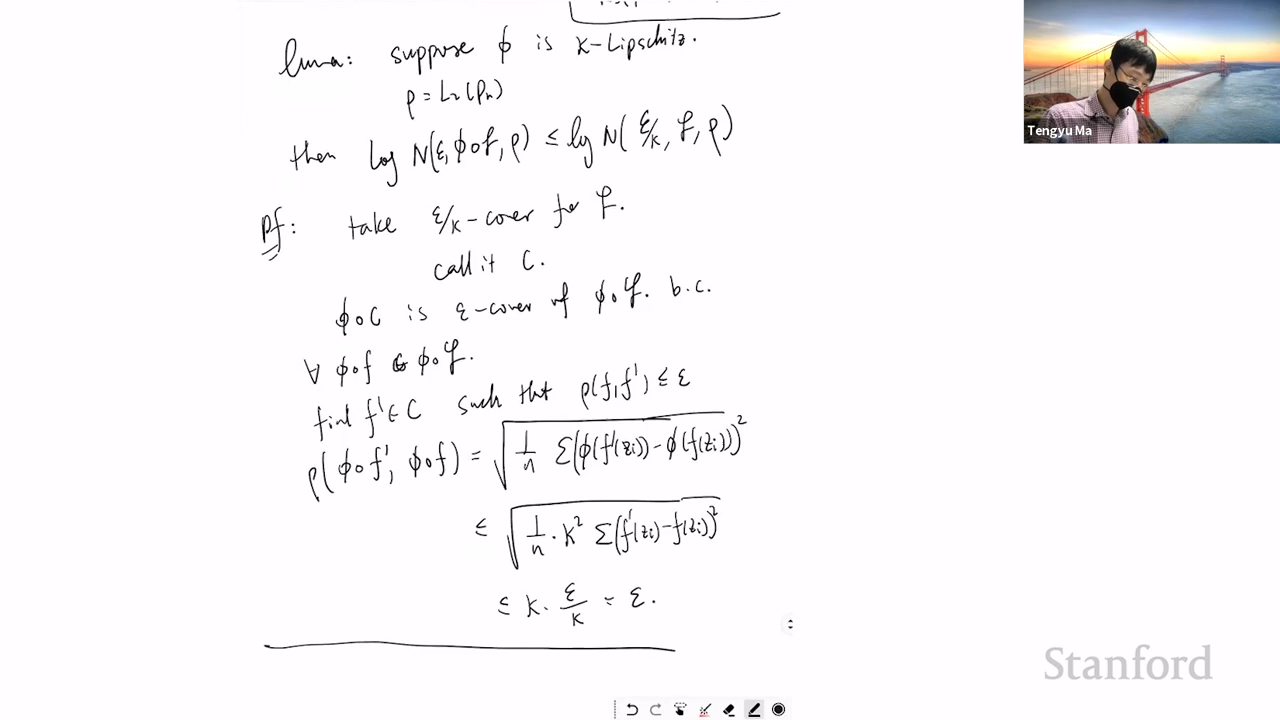 lemma: suppose φ is κ-Lipschitz.
ρ = L₂(Pₙ)
then log N(ε, φ∘F, ρ) ≤ log N(ε/κ, F, ρ)
Pf: take ε/κ-cover for F.
call it C.
φ∘C is ε-cover of φ∘F. b.c.
∀ φ∘f ∈ φ∘F.
find f' ∈ C such that ρ(f, f') ≤ ε
ρ(φ∘f', φ∘f) = √(1/n Σ(φ(f'(zᵢ)) - φ(f(zᵢ)))²)
≤ √(1/n · κ² Σ(f'(zᵢ) - f(zᵢ))²)
≤ κ · ε/κ = ε.
Tengyu Ma
Stanford